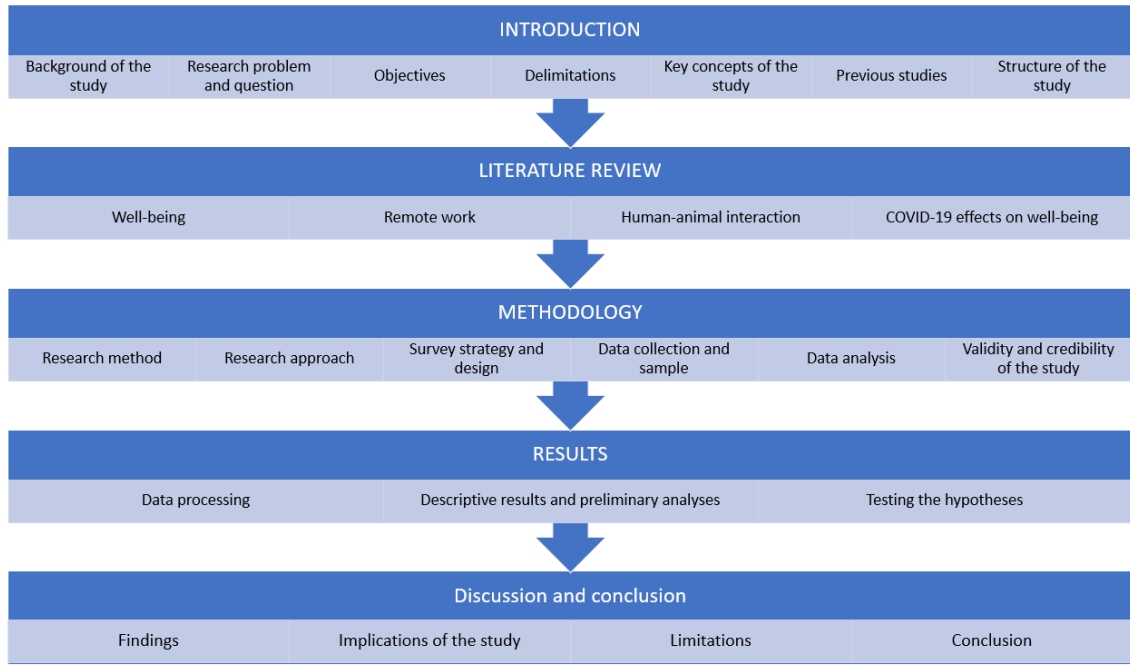 INTRODUCTION
Background of the
study
Research problem
and question
Objectives
Delimitations
Key concepts of the
study
Previous studies
Structure of the
study
LITERATURE REVIEW
Well-being
Remote work
Human-animal interaction
COVID-19 effects on well-being
METHODOLOGY
Research method
Research approach
Survey strategy and
design
Data collection and
sample
Data analysis
Validity and credibility
of the study
RESULTS
Data processing
Descriptive results and preliminary analyses
Testing the hypotheses
Discussion and conclusion
Findings
Implications of the study
Limitations
Conclusion